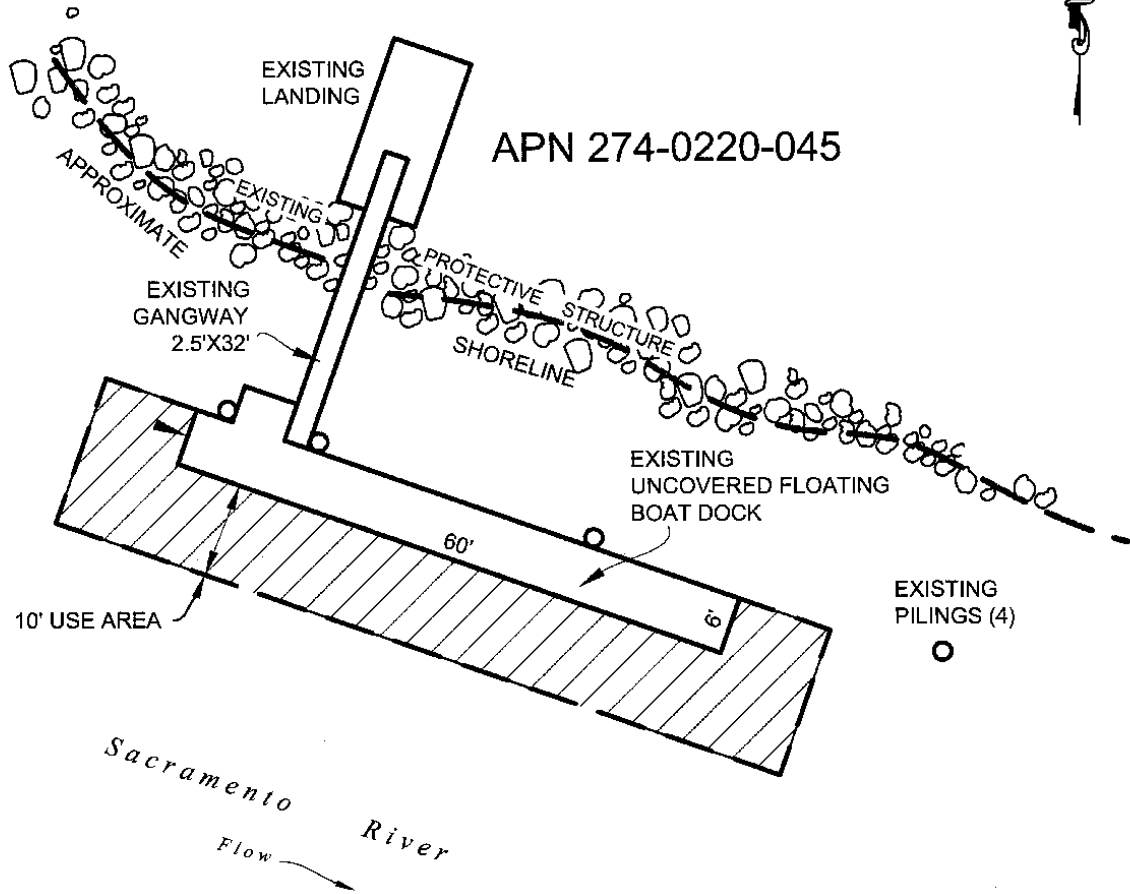 EXISTING
LANDING
APN 274-0220-045
APPROXIMATE
EXISTING
PROTECTIVE STRUCTURE
SHORELINE
EXISTING
GANGWAY
2.5'X32'
EXISTING
UNCOVERED FLOATING
BOAT DOCK
60'
6'
EXISTING
PILINGS (4)
10' USE AREA
Sacramento River
Flow